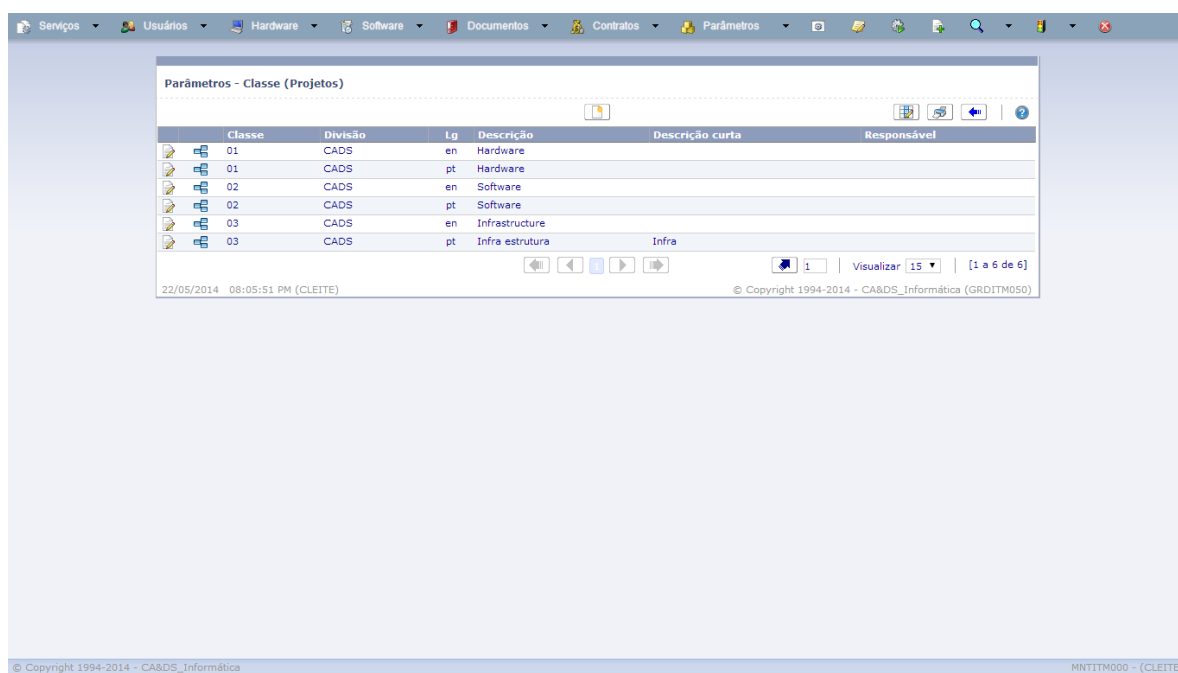 Serviços Usuários Hardware Software Documentos Contratos Parâmetros
Parâmetros - Classe (Projetos)
Classe Divisão Lg Descrição Descrição curta Responsável
01 CADS en Hardware
01 CADS pt Hardware
02 CADS en Software
02 CADS pt Software
03 CADS en Infrastructure
03 CADS pt Infra estrutura Infra
1 1 Visualizar 15 [1 a 6 de 6]
22/05/2014 08:05:51 PM (CLEITE) © Copyright 1994-2014 - CA&DS_Informática (GRDITM050)
© Copyright 1994-2014 - CA&DS_Informática MNTITM000 - (CLEITE